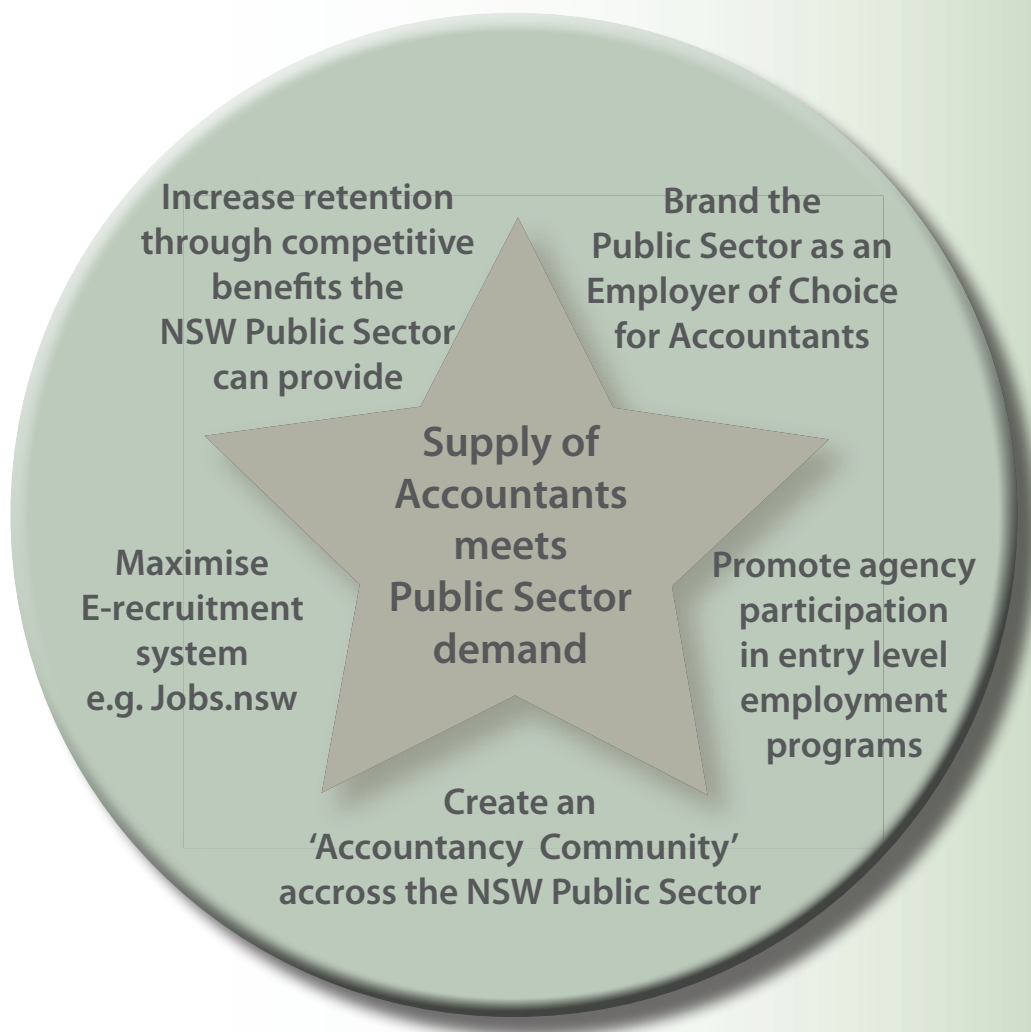 Increase retention
through competitive
benefits the
NSW Public Sector
can provide
Brand the
Public Sector as an
Employer of Choice
for Accountants
Supply of
Accountants
meets
Public Sector
demand
Maximise
E-recruitment
system
e.g. Jobs.nsw
Promote agency
participation
in entry level
employment
programs
Create an
‘Accountancy Community’
accross the NSW Public Sector